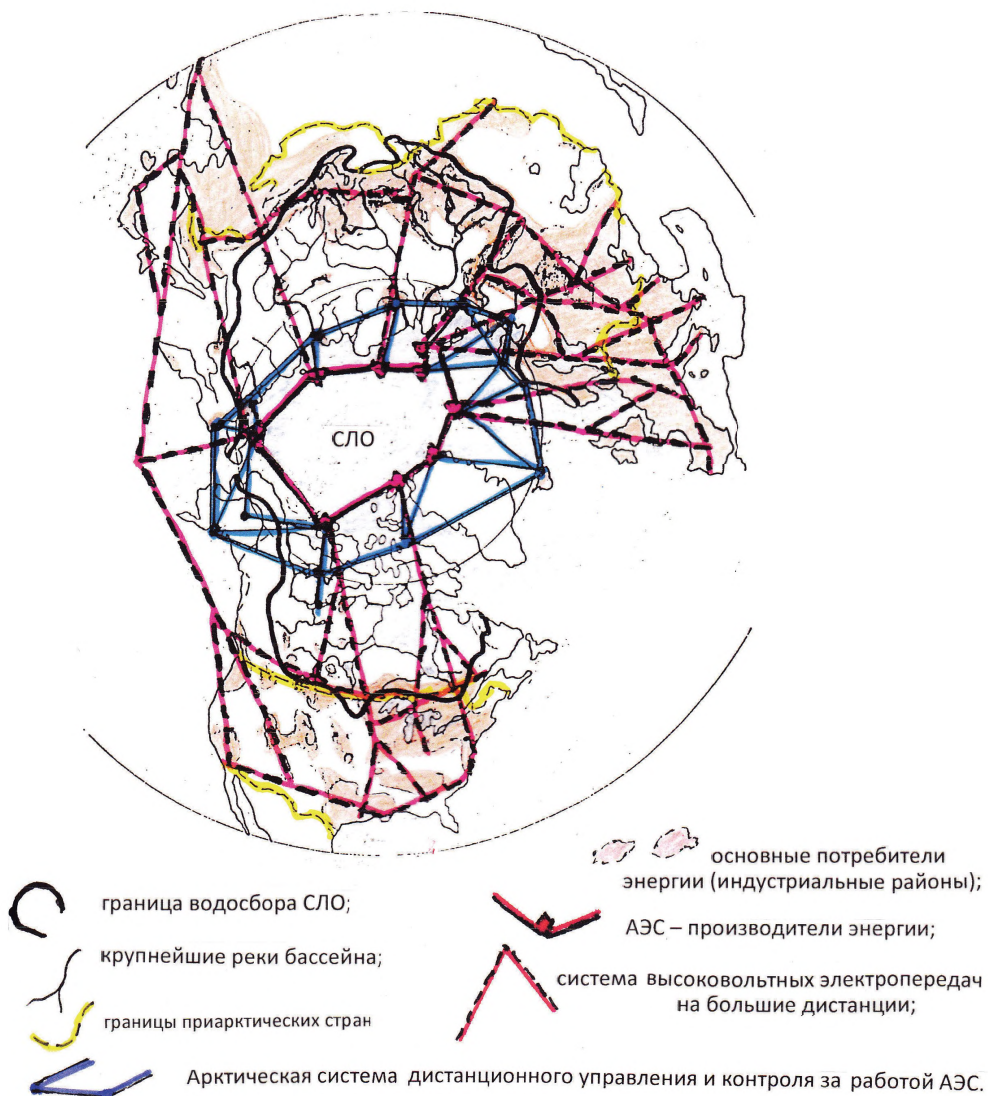 СЛО
основные потребители
энергии (индустриальные районы);
граница водосбора СЛО;
АЭС – производители энергии;
крупнейшие реки бассейна;
система высоковольтных электропередач
на большие дистанции;
границы приарктических стран
Арктическая система дистанционного управления и контроля за работой АЭС.